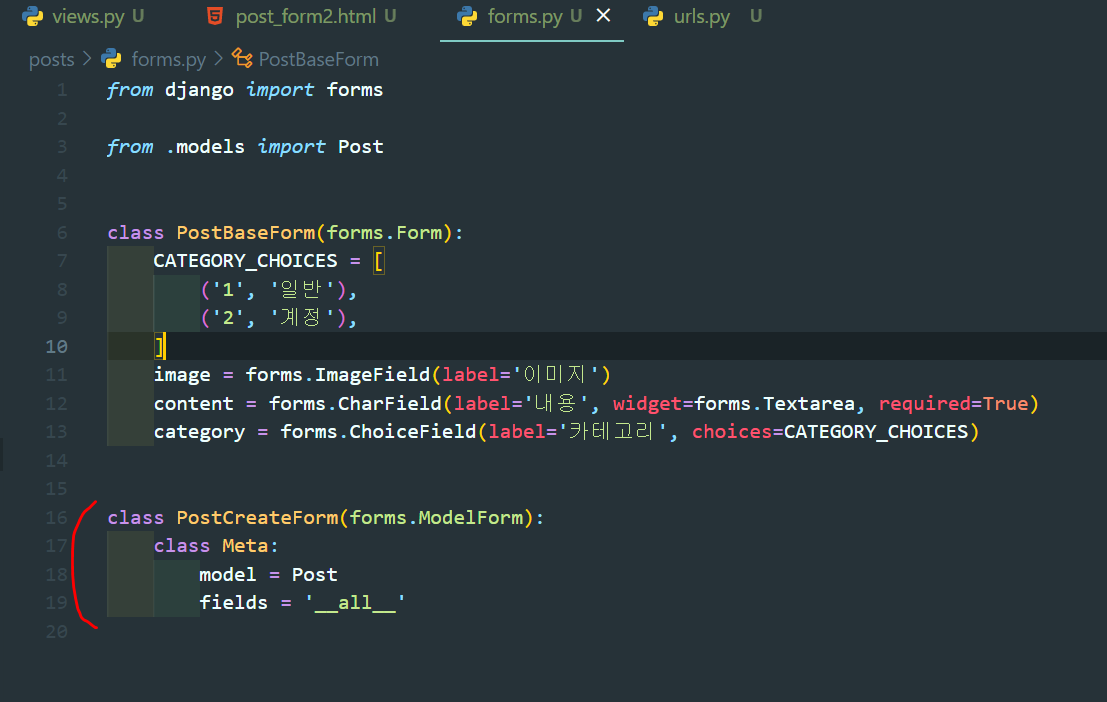 views.py U post_form2.html U forms.py U × urls.py U
posts > forms.py > PostBaseForm
1 from django import forms
2
3 from .models import Post
4
5
6 class PostBaseForm(forms.Form):
7 CATEGORY_CHOICES = [
8 ('1', '일반'),
9 ('2', '계정'),
10 ]
11 image = forms.ImageField(label='이미지')
12 content = forms.CharField(label='내용', widget=forms.Textarea, required=True)
13 category = forms.ChoiceField(label='카테고리', choices=CATEGORY_CHOICES)
14
15
16 class PostCreateForm(forms.ModelForm):
17 class Meta:
18 model = Post
19 fields = '__all__'
20